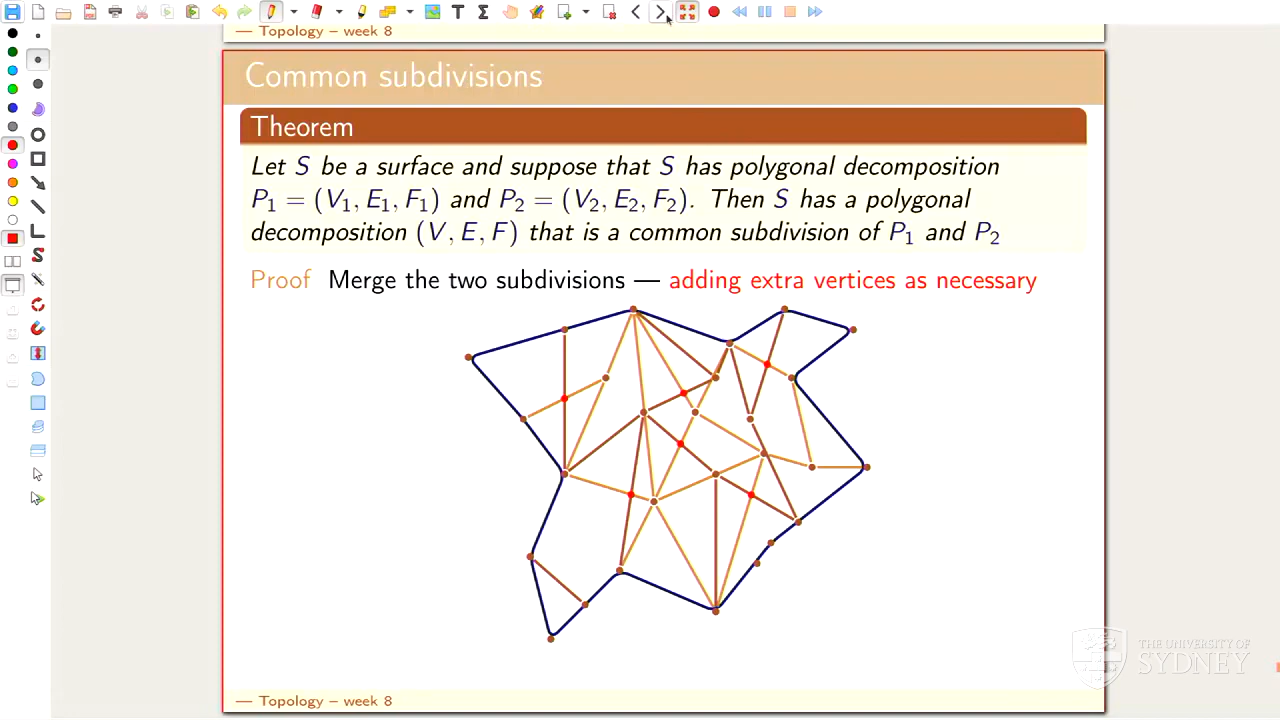 — Topology – week 8
Common subdivisions
Theorem
Let S be a surface and suppose that S has polygonal decomposition
P₁ = (V₁, E₁, F₁) and P₂ = (V₂, E₂, F₂). Then S has a polygonal
decomposition (V, E, F) that is a common subdivision of P₁ and P₂
Proof Merge the two subdivisions — adding extra vertices as necessary
THE UNIVERSITY OF
SYDNEY
— Topology – week 8